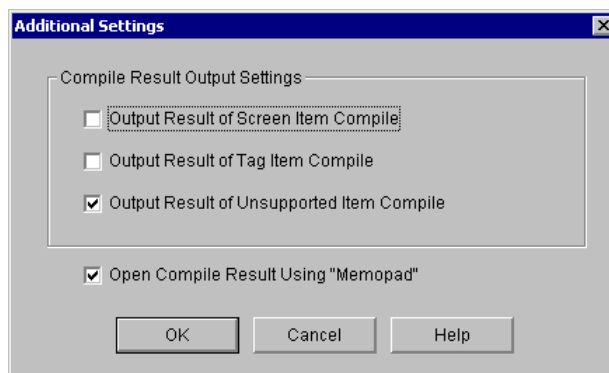 Additional Settings
Compile Result Output Settings
Output Result of Screen Item Compile
Output Result of Tag Item Compile
Output Result of Unsupported Item Compile
Open Compile Result Using "Memopad"
OK Cancel Help